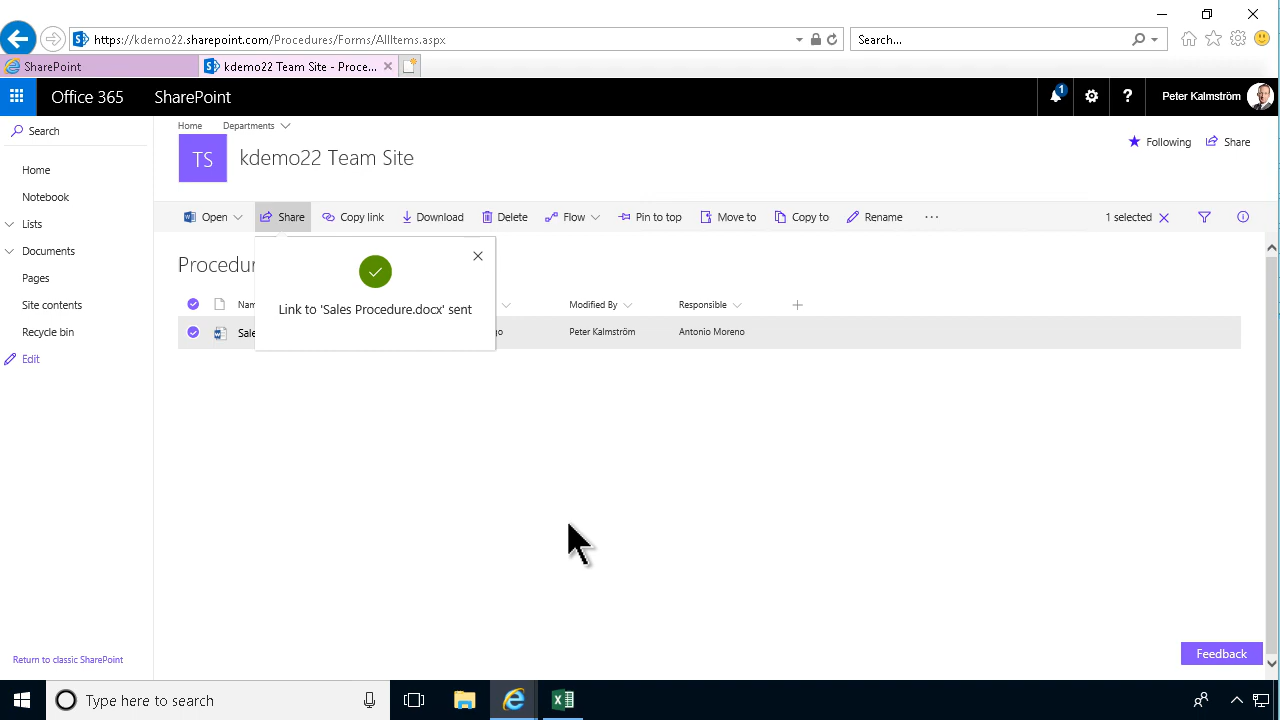 https://kdemo22.sharepoint.com/Procedures/Forms/AllItems.aspx
Search...
SharePoint
kdemo22 Team Site - Proce...
Office 365
SharePoint
1
?
Peter Kalmström
Search
Home
Departments
Following
Share
TS
kdemo22 Team Site
Home
Notebook
Lists
Documents
Pages
Site contents
Recycle bin
Edit
Open
Share
Copy link
Download
Delete
Flow
Pin to top
Move to
Copy to
Rename
1 selected
Link to 'Sales Procedure.docx' sent
Modified By
Responsible
Peter Kalmström
Antonio Moreno
Return to classic SharePoint
Feedback
Type here to search